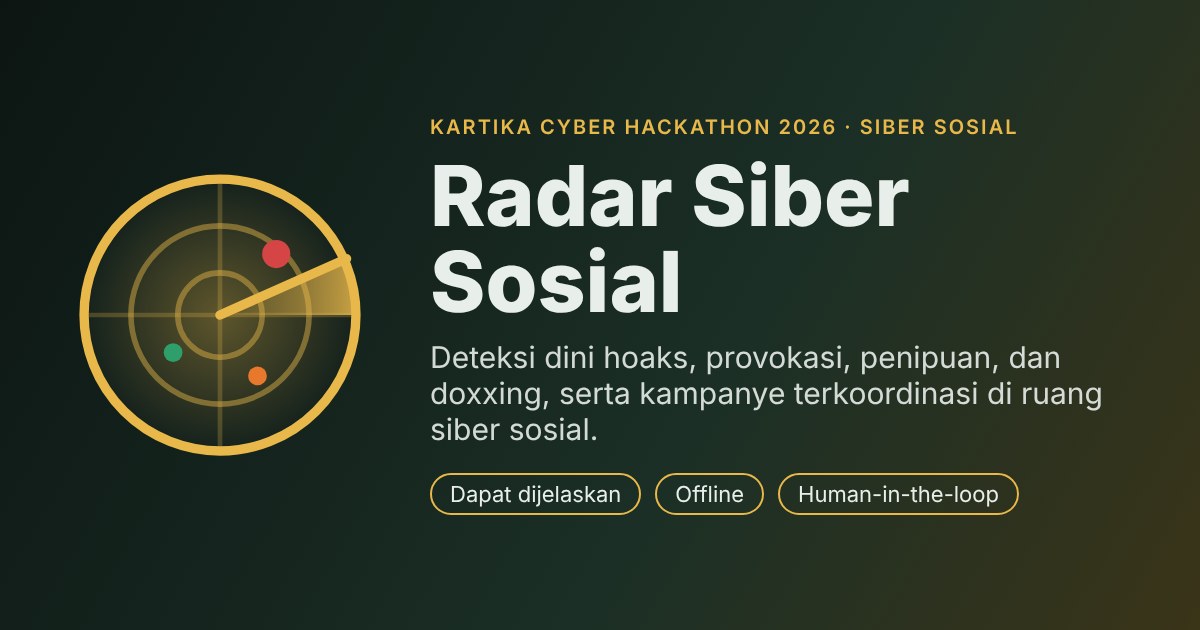 KARTIKA CYBER HACKATHON 2026 · SIBER SOSIAL
Radar Siber
Sosial
Deteksi dini hoaks, provokasi, penipuan, dan
doxxing, serta kampanye terkoordinasi di ruang
siber sosial.
Dapat dijelaskan
Offline
Human-in-the-loop